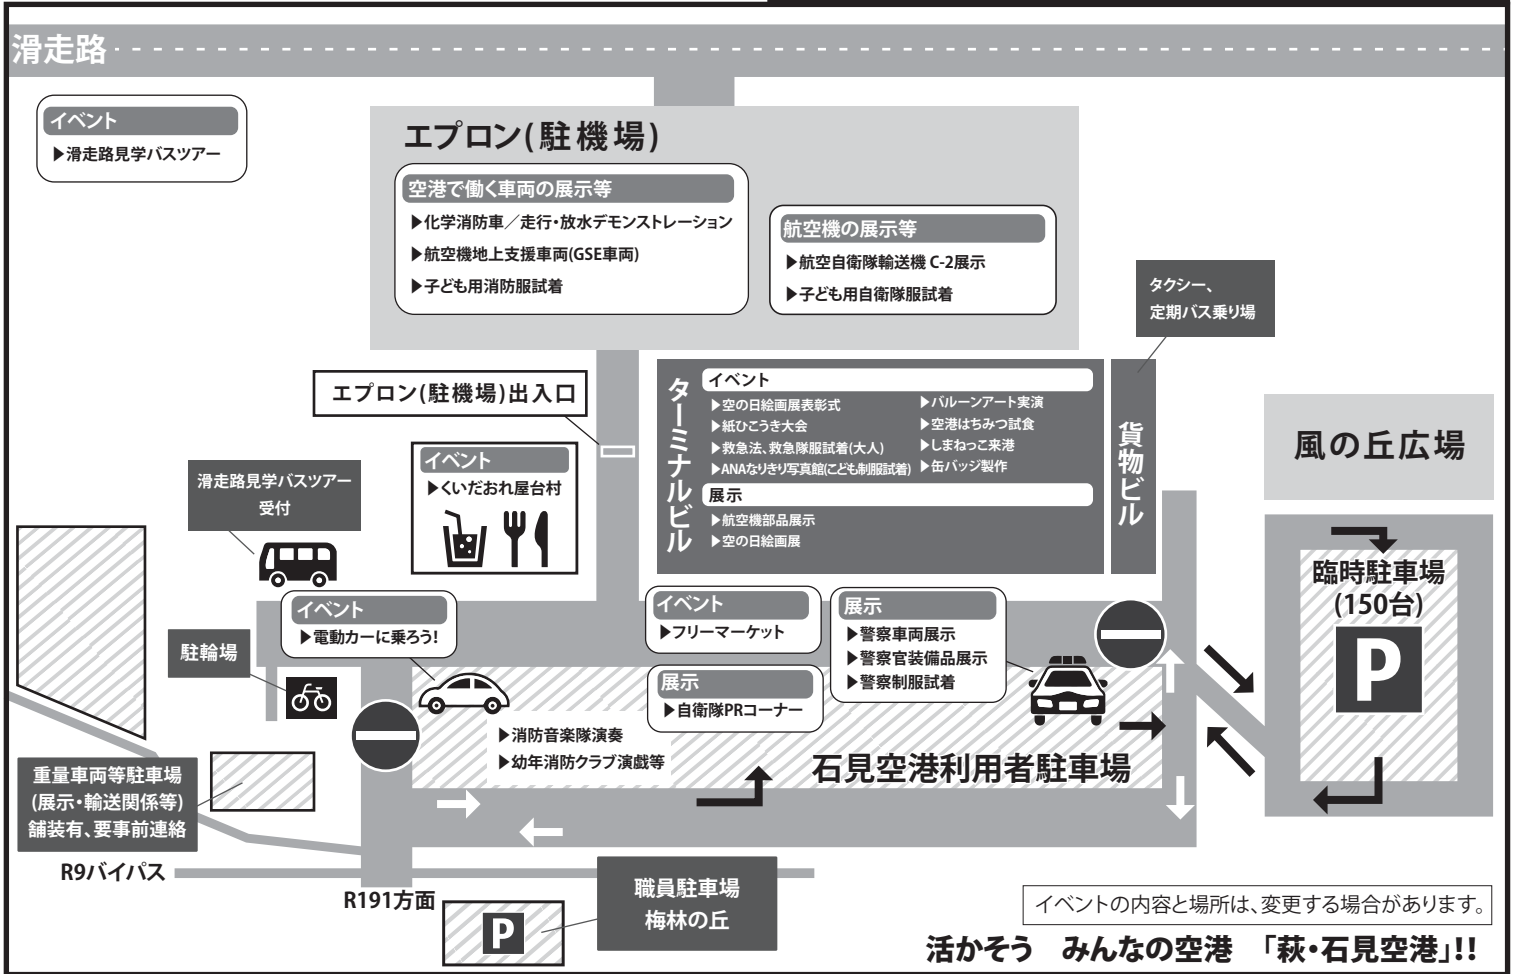 滑走路
イベント
▶滑走路見学バスツアー
エプロン(駐機場)
空港で働く車両の展示等
▶化学消防車／走行・放水デモンストレーション
▶航空機地上支援車両(GSE車両)
▶子ども用消防服試着
航空機の展示等
▶航空自衛隊輸送機 C-2展示
▶子ども用自衛隊服試着
タクシー、
定期バス乗り場
エプロン(駐機場)出入口
ターミナルビル
イベント
▶空の日絵画展表彰式
▶紙ひこうき大会
▶救急法、救急隊服試着(大人)
▶ANAなりきり写真館(こども制服試着)
▶バルーンアート実演
▶空港はちみつ試食
▶しまねっこ来港
▶缶バッジ製作
展示
▶航空機部品展示
▶空の日絵画展
貨物ビル
風の丘広場
イベント
▶くいだおれ屋台村
滑走路見学バスツアー
受付
臨時駐車場
(150台)
P
イベント
▶電動カーに乗ろう!
イベント
▶フリーマーケット
展示
▶警察車両展示
▶警察官装備品展示
▶警察制服試着
駐輪場
展示
▶自衛隊PRコーナー
▶消防音楽隊演奏
▶幼年消防クラブ演戯等
石見空港利用者駐車場
重量車両等駐車場
(展示・輸送関係等)
舗装有、要事前連絡
R9バイパス
R191方面
P
職員駐車場
梅林の丘
イベントの内容と場所は、変更する場合があります。
活かそう　みんなの空港　「萩・石見空港」!!